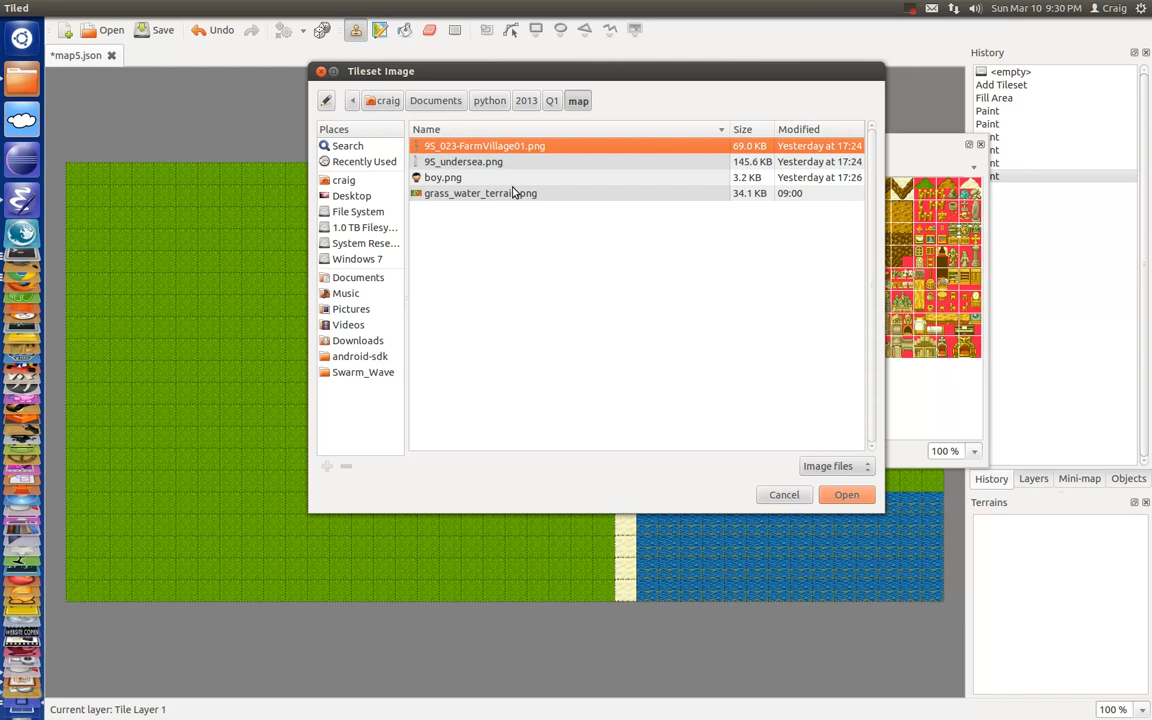 Tiled
Sun Mar 10 9:30 PM
Craig
Open
Save
Undo
*map5.json
Tileset Image
craig
Documents
python
2013
Q1
map
Places
Search
Recently Used
craig
Desktop
File System
1.0 TB Filesy...
System Rese...
Windows 7
Documents
Music
Pictures
Videos
Downloads
android-sdk
Swarm_Wave
Name
Size
Modified
9S_023-FarmVillage01.png
69.0 KB
Yesterday at 17:24
9S_undersea.png
145.6 KB
Yesterday at 17:24
boy.png
3.2 KB
Yesterday at 17:26
34.1 KB
09:00
Image files
Cancel
Open
History
<empty>
Add Tileset
Fill Area
Paint
Paint
100 %
History
Layers
Mini-map
Objects
Terrains
Current layer: Tile Layer 1
100 %